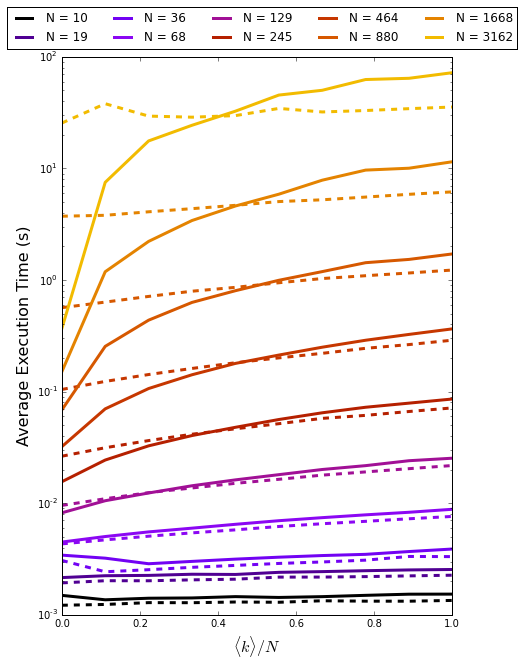 N = 10 N = 36 N = 129 N = 464 N = 1668
N = 19 N = 68 N = 245 N = 880 N = 3162
10²
10¹
10⁰
10⁻¹
10⁻²
10⁻³
Average Execution Time (s)
0.0 0.2 0.4 0.6 0.8 1.0
⟨k⟩/N